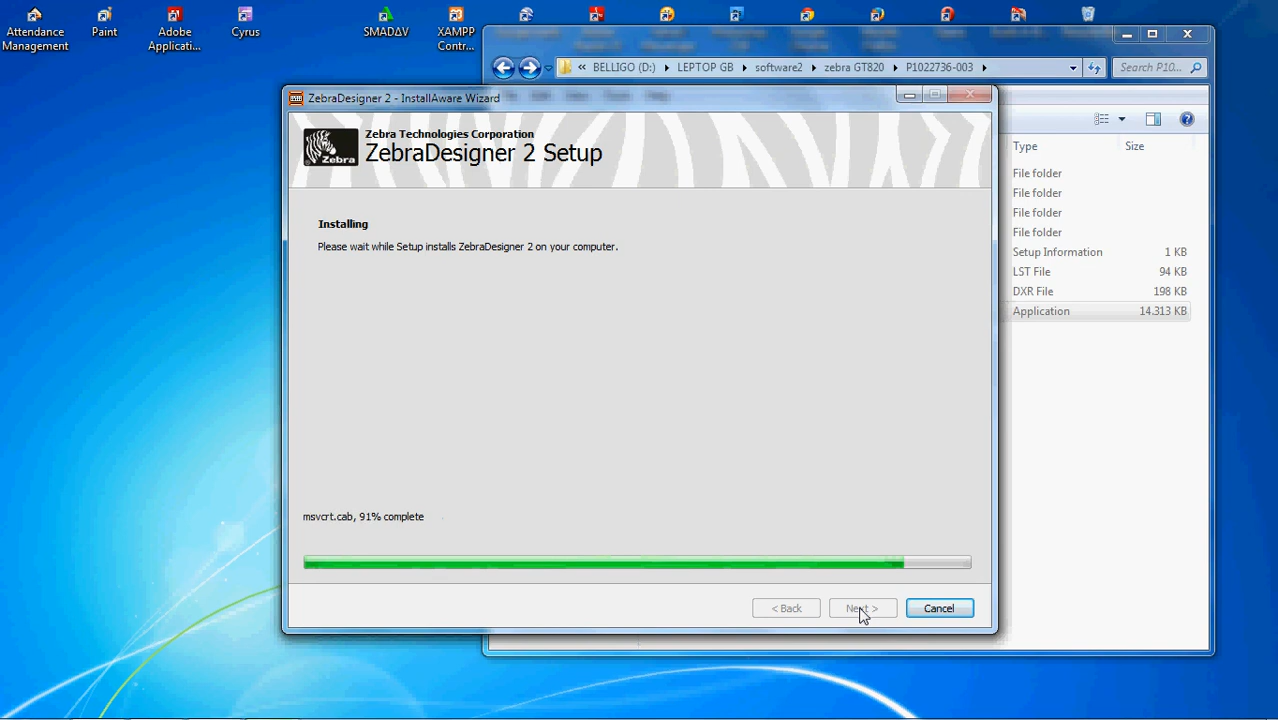 Attendance
Management
Paint
Adobe
Applicati...
Cyrus
SMADΔV
XAMPP
Contr...
« BELLIGO (D:) ▸ LEPTOP GB ▸ software2 ▸ zebra GT820 ▸ P1022736-003 ▸
Search P10...
ZebraDesigner 2 - InstallAware Wizard
Zebra
Zebra Technologies Corporation
ZebraDesigner 2 Setup
Type Size
File folder
File folder
File folder
File folder
Setup Information 1 KB
LST File 94 KB
DXR File 198 KB
Application 14.313 KB
Installing
Please wait while Setup installs ZebraDesigner 2 on your computer.
msvcrt.cab, 91% complete
< Back Next > Cancel